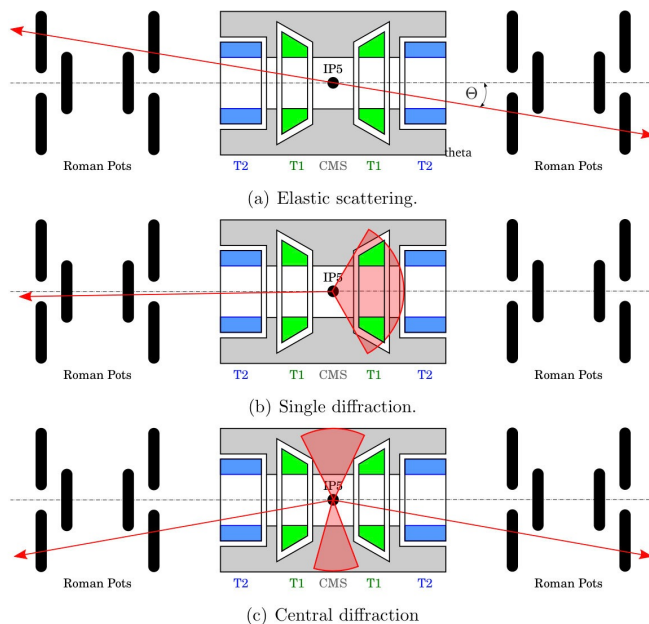 IP5
Θ
theta
Roman Pots T2 T1 CMS T1 T2 Roman Pots
(a) Elastic scattering.
IP5
Roman Pots T2 T1 CMS T1 T2 Roman Pots
(b) Single diffraction.
IP5
Roman Pots T2 T1 CMS T1 T2 Roman Pots
(c) Central diffraction